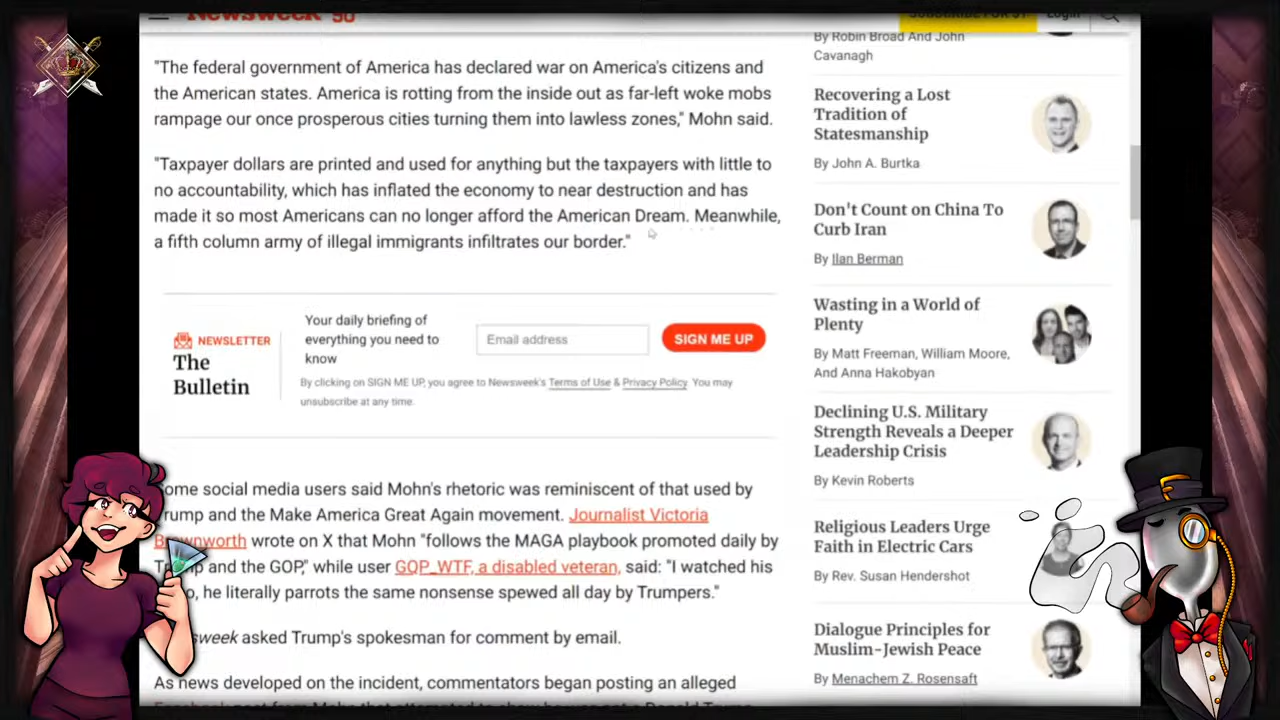 Newsweek 90
SUBSCRIBE FOR $1
Login
"The federal government of America has declared war on America's citizens and
the American states. America is rotting from the inside out as far-left woke mobs
rampage our once prosperous cities turning them into lawless zones," Mohn said.
"Taxpayer dollars are printed and used for anything but the taxpayers with little to
no accountability, which has inflated the economy to near destruction and has
made it so most Americans can no longer afford the American Dream. Meanwhile,
a fifth column army of illegal immigrants infiltrates our border."
NEWSLETTER
The
Bulletin
Your daily briefing of
everything you need to
know
Email address
SIGN ME UP
By clicking on SIGN ME UP, you agree to Newsweek's Terms of Use & Privacy Policy. You may
unsubscribe at any time.
ome social media users said Mohn's rhetoric was reminiscent of that used by
rump and the Make America Great Again movement. Journalist Victoria
B ownworth wrote on X that Mohn "follows the MAGA playbook promoted daily by
T p and the GOP," while user GOP_WTF, a disabled veteran, said: "I watched his
o, he literally parrots the same nonsense spewed all day by Trumpers."
sweek asked Trump's spokesman for comment by email.
As news developed on the incident, commentators began posting an alleged
By Robin Broad And John
Cavanagh
Recovering a Lost
Tradition of
Statesmanship
By John A. Burtka
Don't Count on China To
Curb Iran
By Ilan Berman
Wasting in a World of
Plenty
By Matt Freeman, William Moore,
And Anna Hakobyan
Declining U.S. Military
Strength Reveals a Deeper
Leadership Crisis
By Kevin Roberts
Religious Leaders Urge
Faith in Electric Cars
By Rev. Susan Hendershot
Dialogue Principles for
Muslim-Jewish Peace
By Menachem Z. Rosensaft